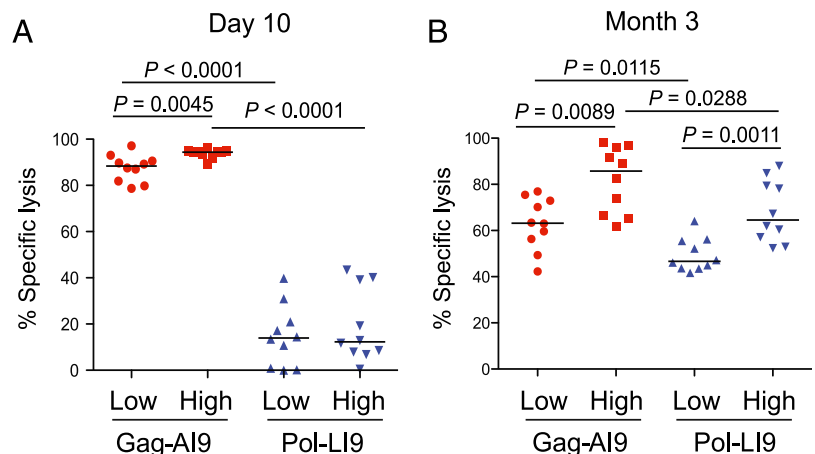 A
Day 10
P < 0.0001
P = 0.0045
P < 0.0001
% Specific lysis
100
80
60
40
20
0
Low High Low High
Gag-AI9 Pol-LI9
B
Month 3
P = 0.0115
P = 0.0288
P = 0.0089
P = 0.0011
% Specific lysis
100
80
60
40
20
0
Low High Low High
Gag-AI9 Pol-LI9